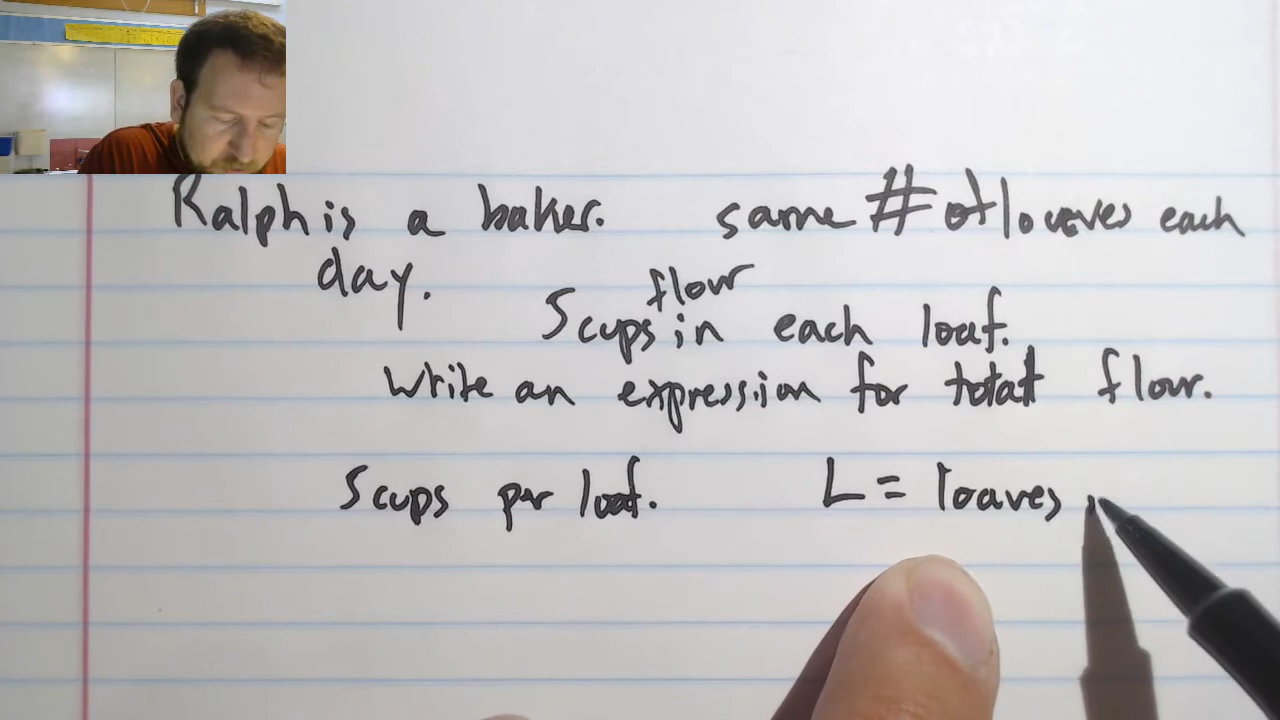 Ralph is a baker. same # of loaves each
day.
flour
5 cups in each loaf.
Write an expression for total flour.
5 cups per loaf. L = loaves